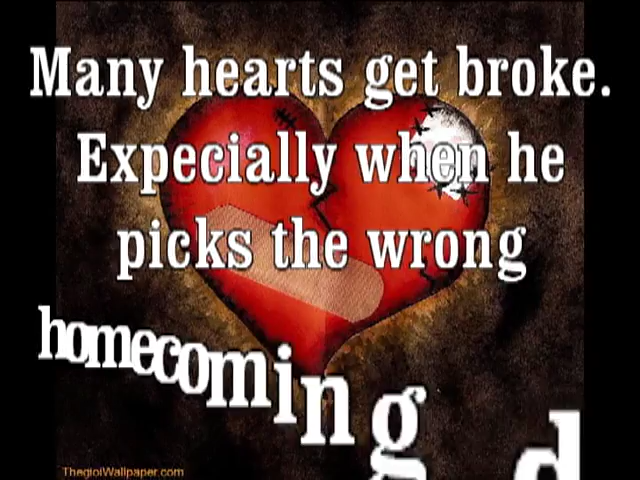 Many hearts get broke.
Expecially when he
picks the wrong
homecoming d
ThegioiWallpaper.com